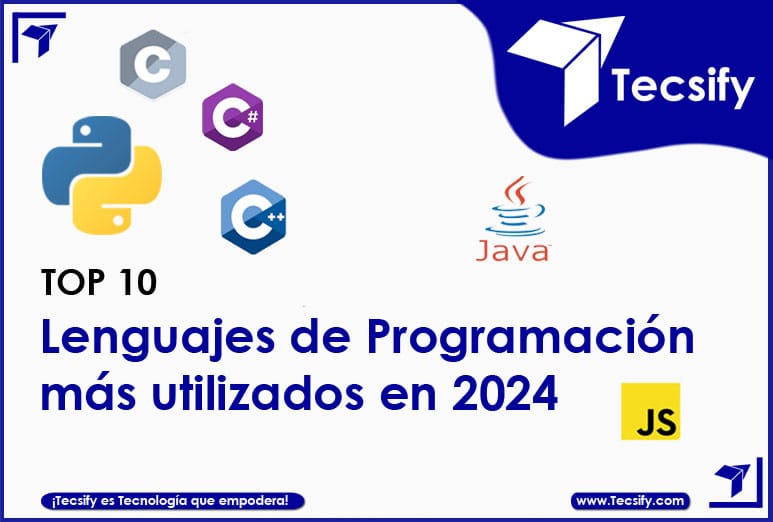 Tecsify
C
C#
C++
Java
TOP 10
Lenguajes de Programación
más utilizados en 2024
JS
¡Tecsify es Tecnología que empodera!
www.Tecsify.com